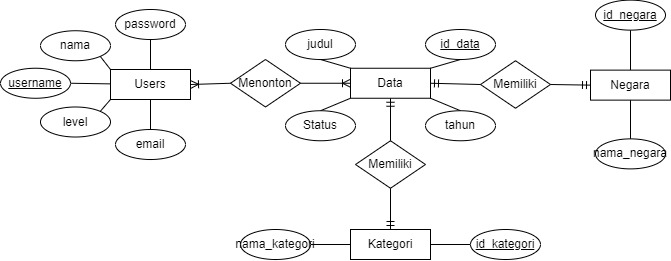 id_negara
password
nama
judul
id_data
username
Users
Menonton
Data
Memiliki
Negara
level
Status
tahun
email
nama_negara
Memiliki
nama_kategori
Kategori
id_kategori